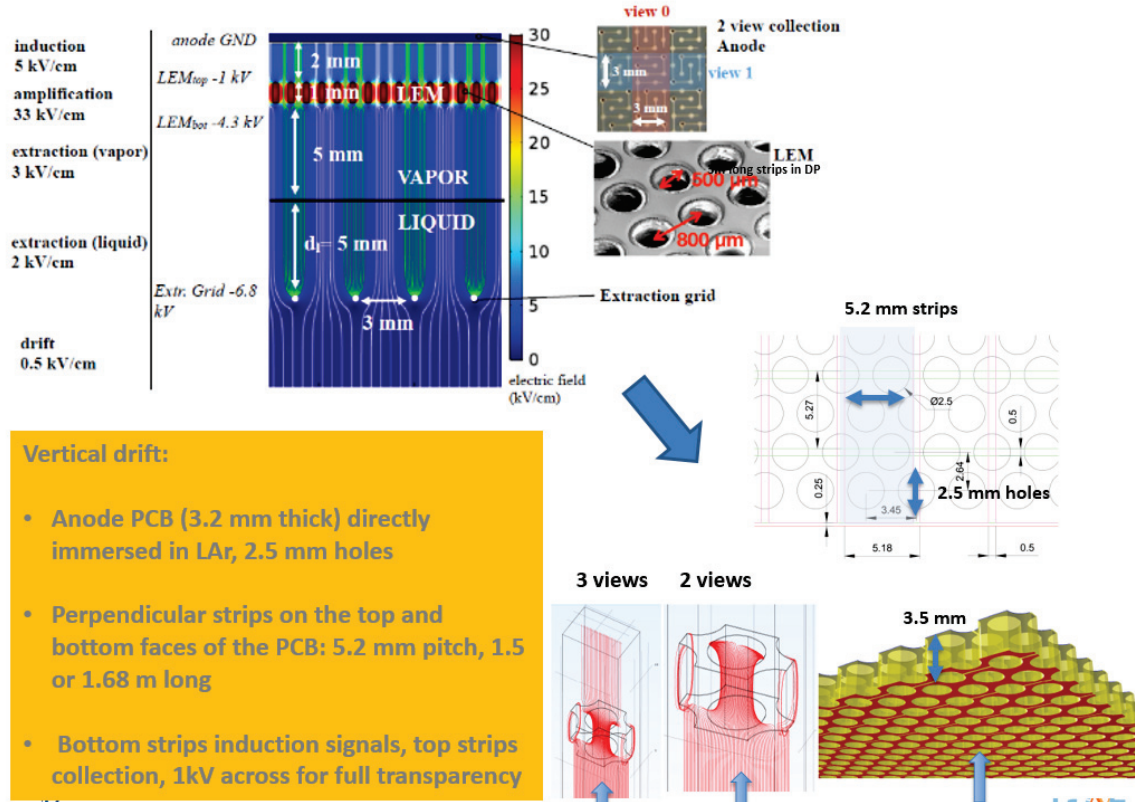 induction
5 kV/cm
amplification
33 kV/cm
extraction (vapor)
3 kV/cm
extraction (liquid)
2 kV/cm
drift
0.5 kV/cm
anode GND
LEMtop -1 kV
LEMbot -4.3 kV
Extr. Grid -6.8
kV
2 mm
1 mm
LEM
5 mm
VAPOR
LIQUID
dl= 5 mm
3 mm
30
25
20
15
10
5
0
electric field
(kV/cm)
view 0
2 view collection
Anode
view 1
3 mm
3 mm
LEM
long strips in DP
500 µm
800 µm
Extraction grid
5.2 mm strips
5.27
Ø2.5
0.5
2.64
0.25
2.5 mm holes
3.45
5.18
0.5
Vertical drift:
• Anode PCB (3.2 mm thick) directly
immersed in LAr, 2.5 mm holes
• Perpendicular strips on the top and
bottom faces of the PCB: 5.2 mm pitch, 1.5
or 1.68 m long
• Bottom strips induction signals, top strips
collection, 1kV across for full transparency
3 views
2 views
3.5 mm